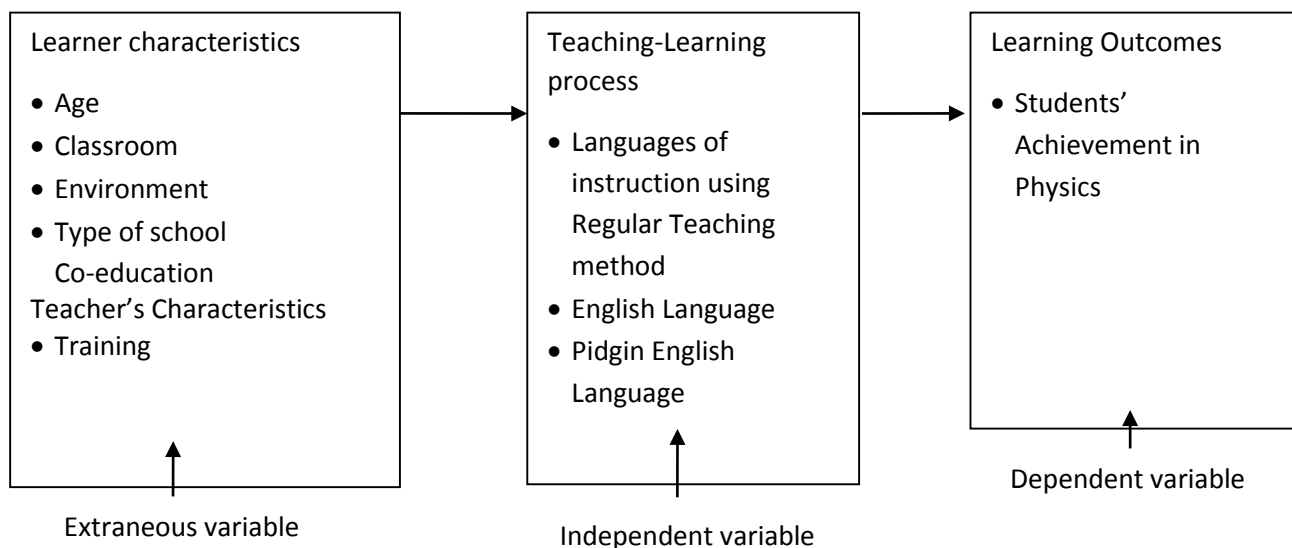 Learner characteristics
• Age
• Classroom
• Environment
• Type of school
Co-education
Teacher’s Characteristics
• Training
Extraneous variable
Teaching-Learning
process
• Languages of
instruction using
Regular Teaching
method
• English Language
• Pidgin English
Language
Independent variable
Learning Outcomes
• Students’
Achievement in
Physics
Dependent variable